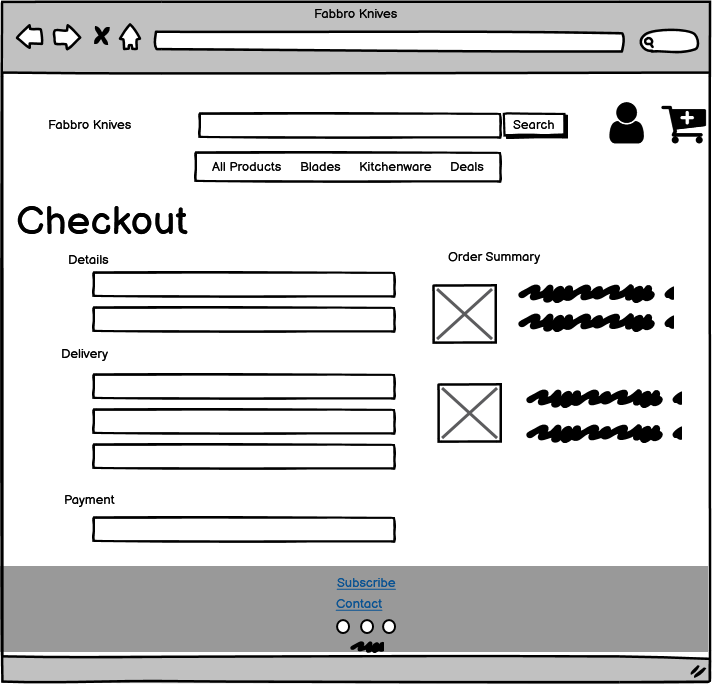 Fabbro Knives
Fabbro Knives
Search
All Products Blades Kitchenware Deals
Checkout
Details
Order Summary
Delivery
Payment
Subscribe
Contact